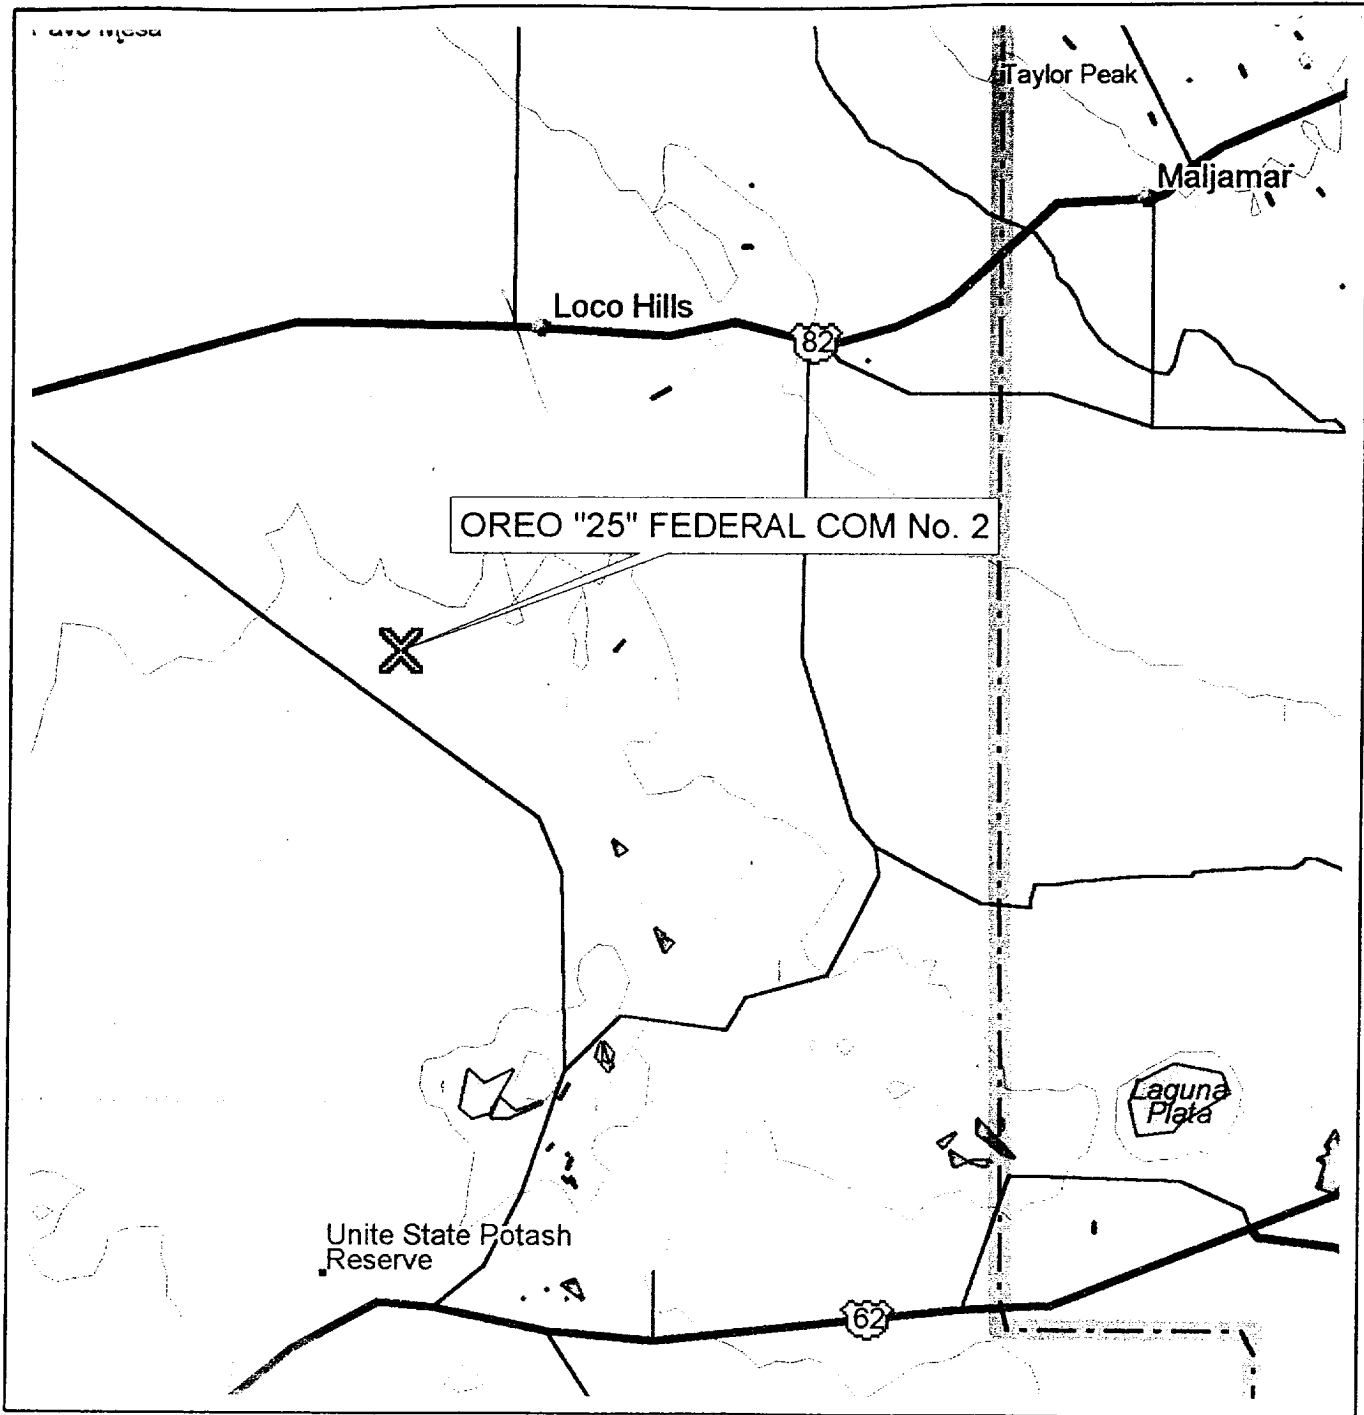 Taylor Peak
Maljamar
Loco Hills
82
OREO "25" FEDERAL COM No. 2
Laguna
Plata
Unite State Potash
Reserve
62